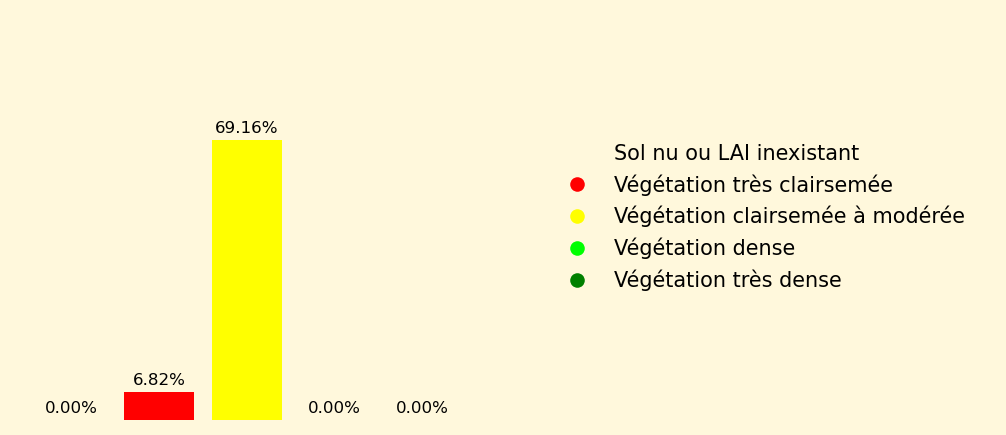 69.16%
6.82%
0.00%
0.00%
0.00%
Sol nu ou LAI inexistant
Végétation très clairsemée
Végétation clairsemée à modérée
Végétation dense
Végétation très dense